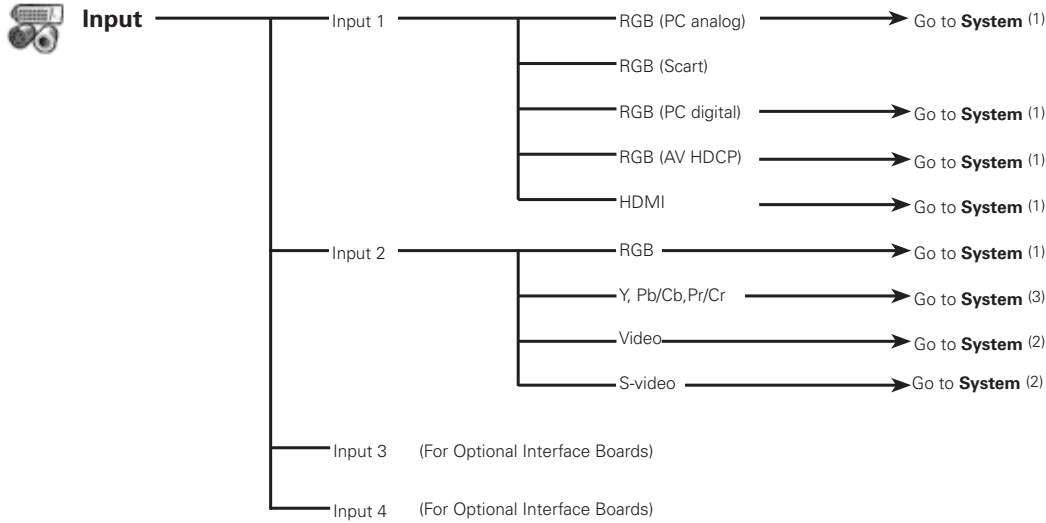 Input
Input 1
RGB (PC analog)
Go to System (1)
RGB (Scart)
RGB (PC digital)
Go to System (1)
RGB (AV HDCP)
Go to System (1)
HDMI
Go to System (1)
Input 2
RGB
Go to System (1)
Y, Pb/Cb,Pr/Cr
Go to System (3)
Video
Go to System (2)
S-video
Go to System (2)
Input 3 (For Optional Interface Boards)
Input 4 (For Optional Interface Boards)